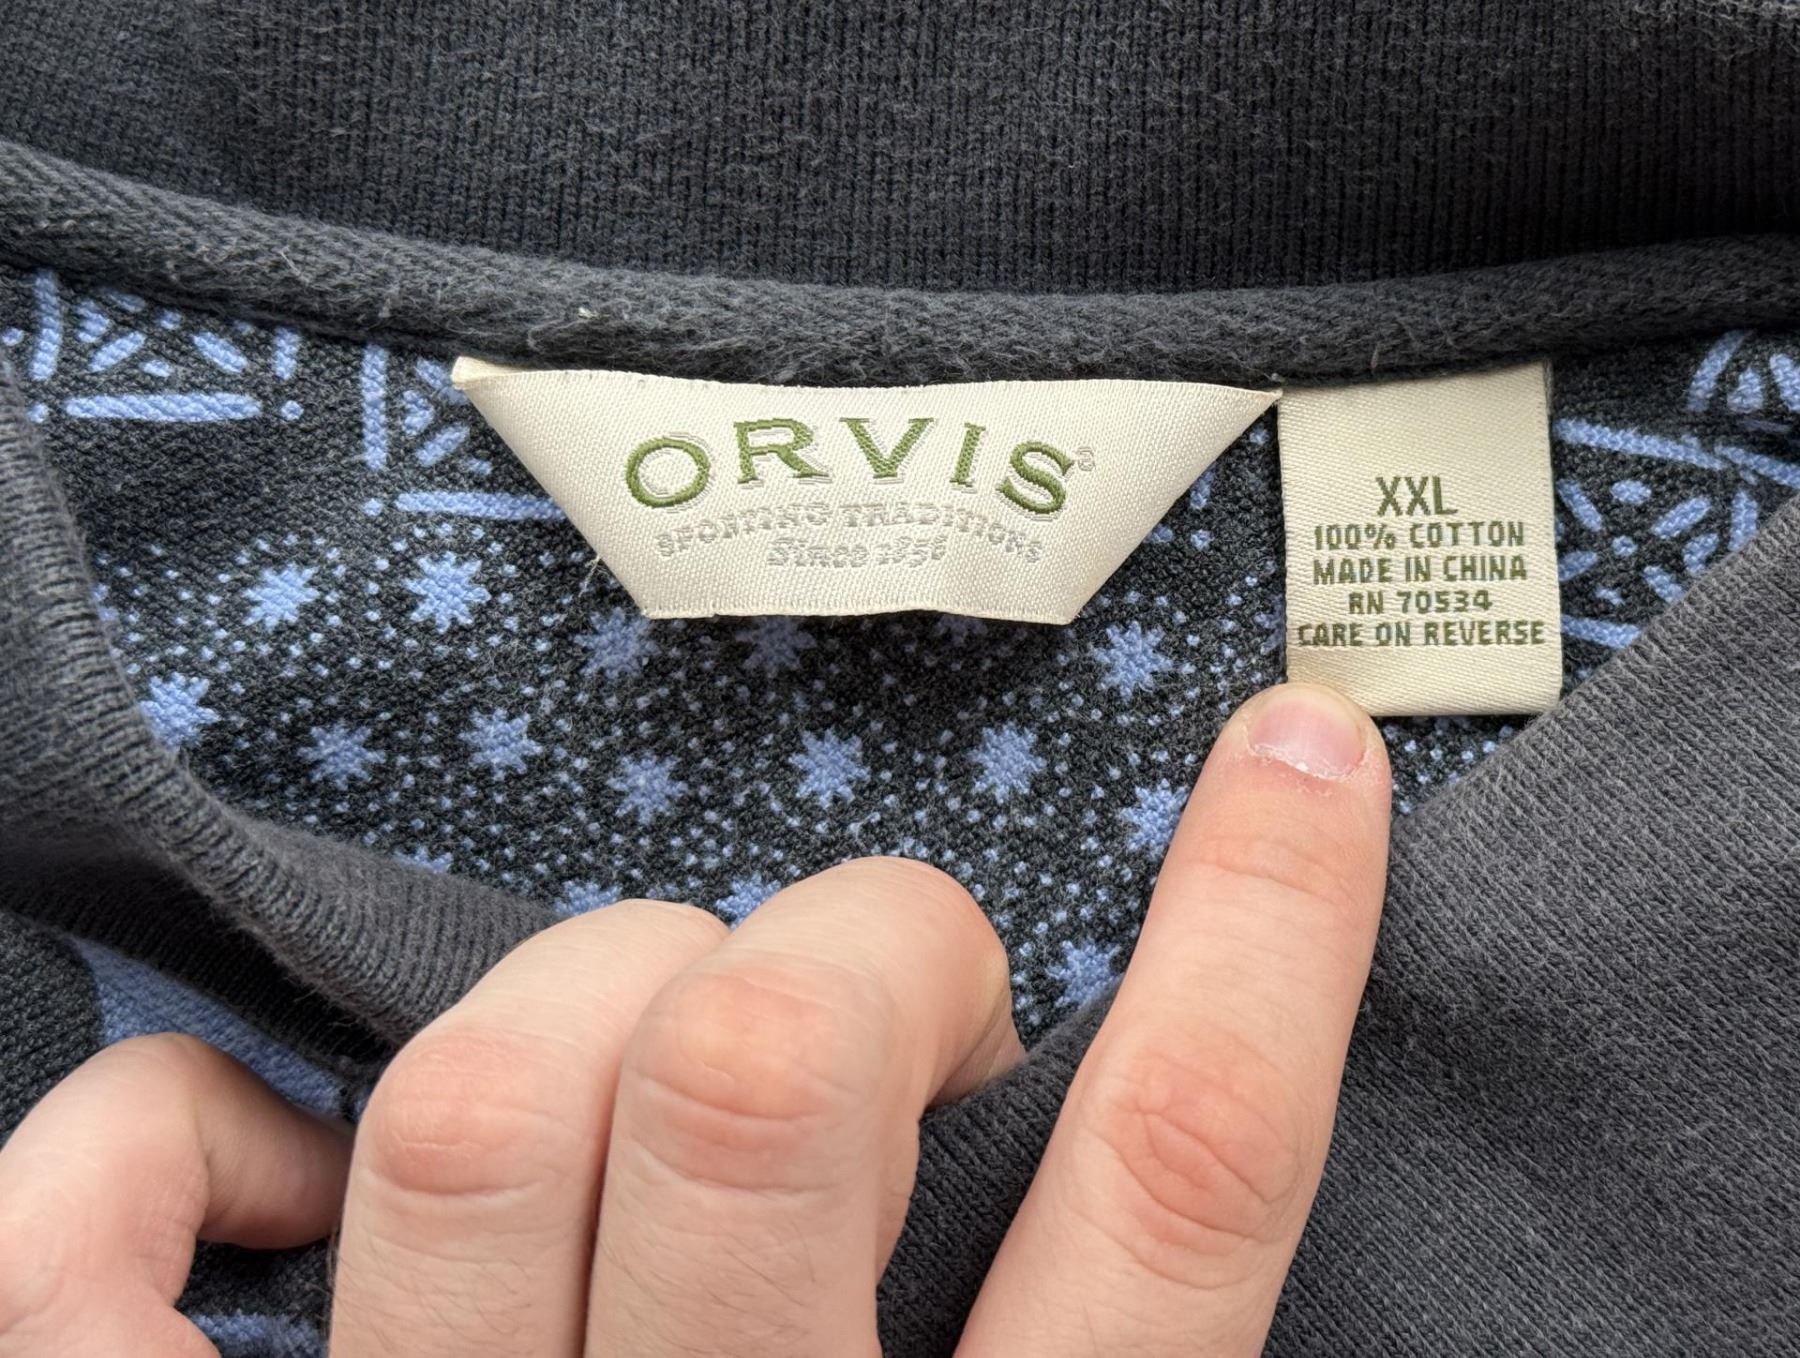 ORVIS®
SPORTING TRADITIONS
Since 1856
XXL
100% COTTON
MADE IN CHINA
RN 70534
CARE ON REVERSE